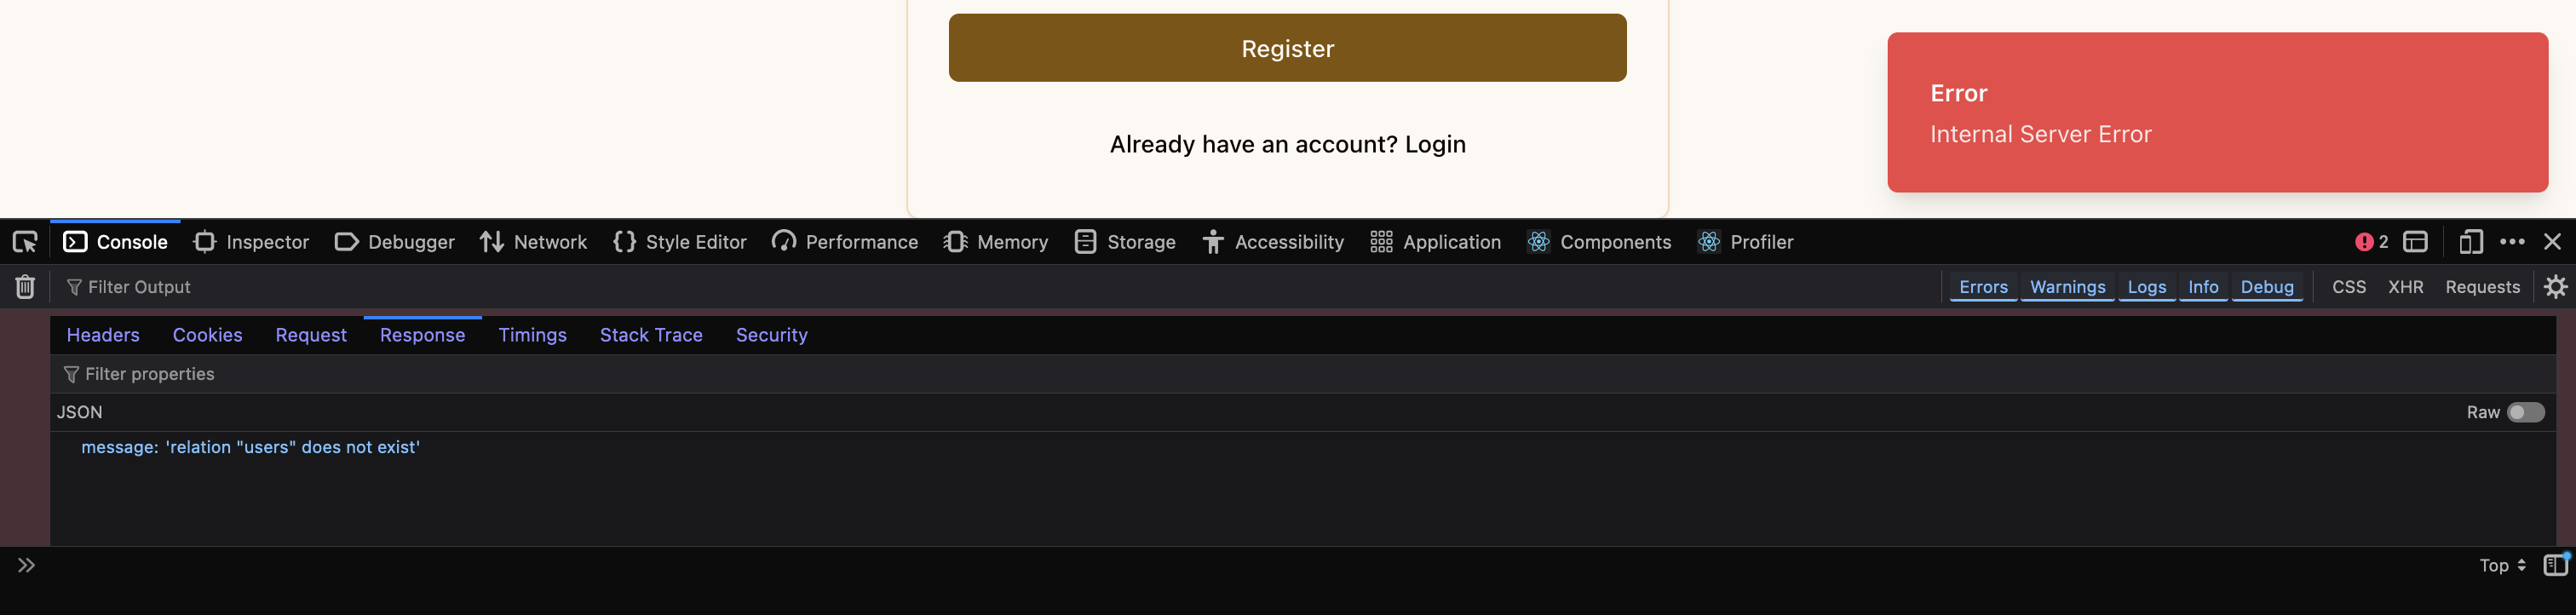 Register
Already have an account? Login
Error
Internal Server Error
Console Inspector Debugger Network Style Editor Performance Memory Storage Accessibility Application Components Profiler 2
Filter Output Errors Warnings Logs Info Debug CSS XHR Requests
Headers Cookies Request Response Timings Stack Trace Security
Filter properties
JSON Raw
message: 'relation "users" does not exist'
Top